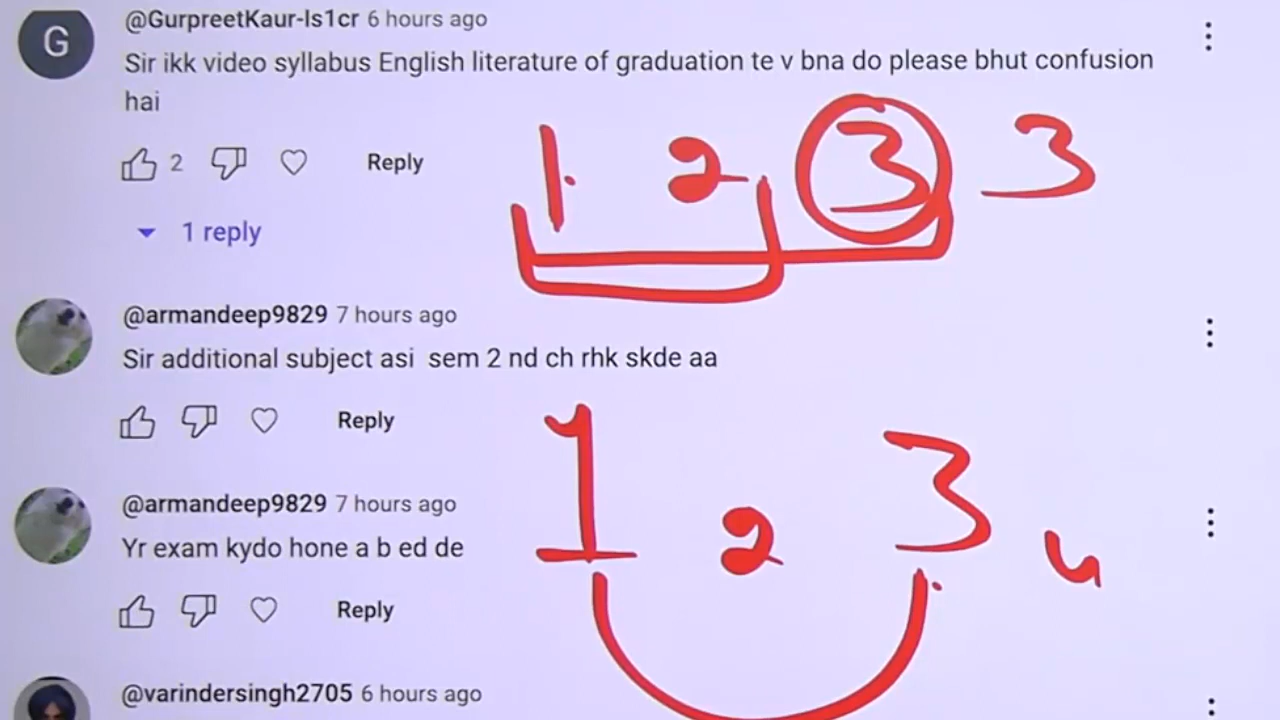 @GurpreetKaur-ls1cr 6 hours ago
Sir ikk video syllabus English literature of graduation te v bna do please bhut confusion
hai
2 Reply
1 reply
1 2 3 3
@armandeep9829 7 hours ago
Sir additional subject asi sem 2 nd ch rhk skde aa
Reply
1 2 3 4
@armandeep9829 7 hours ago
Yr exam kydo hone a b ed de
Reply
@varindersingh2705 6 hours ago
G